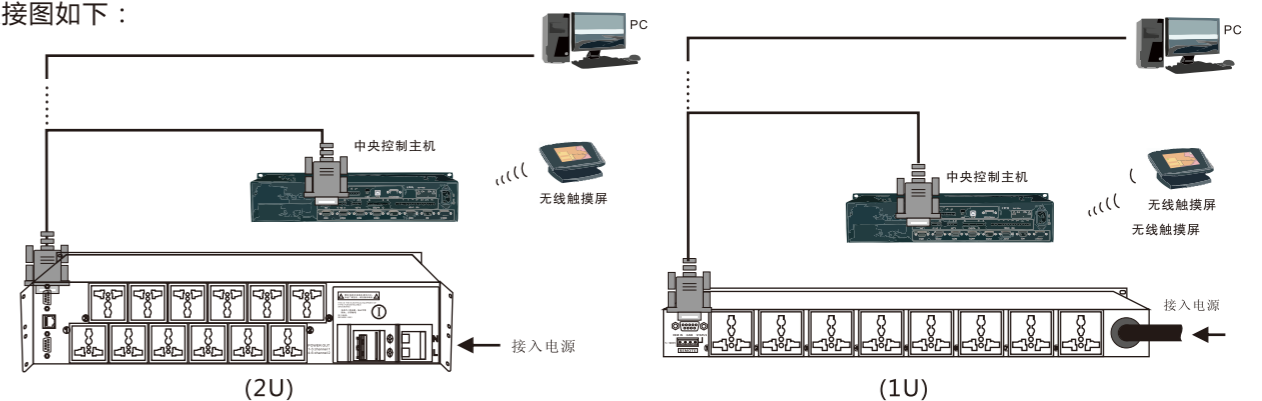 接图如下：
PC
中央控制主机
无线触摸屏
N
L
接入电源
(2U)
PC
中央控制主机
无线触摸屏
无线触摸屏
接入电源
(1U)